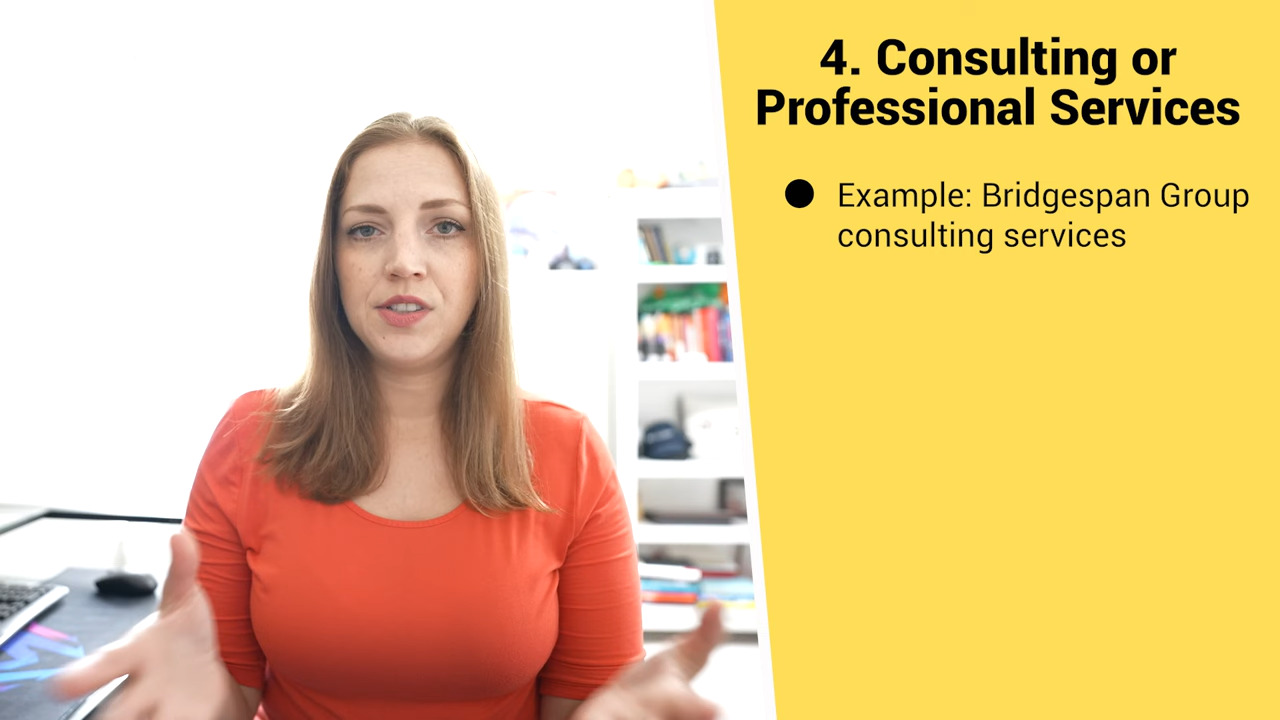 4. Consulting or
Professional Services
● Example: Bridgespan Group
consulting services